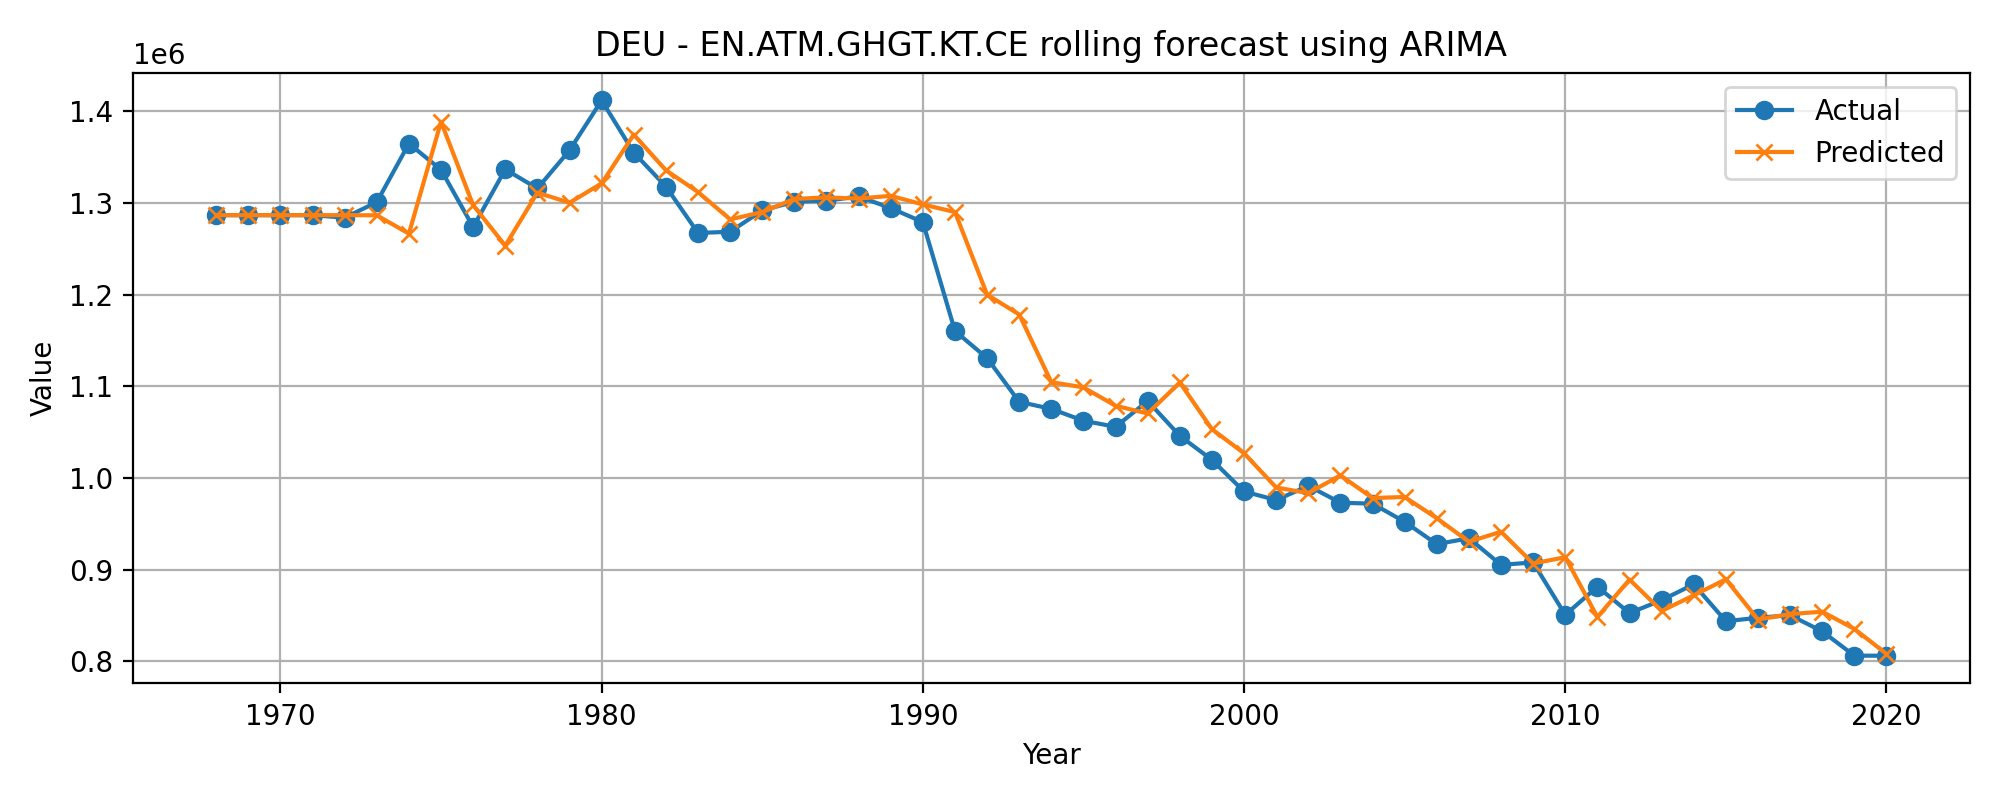 DEU - EN.ATM.GHGT.KT.CE rolling forecast using ARIMA
1e6
1.4
1.3
1.2
1.1
1.0
0.9
0.8
Value
Actual
Predicted
1970 1980 1990 2000 2010 2020
Year